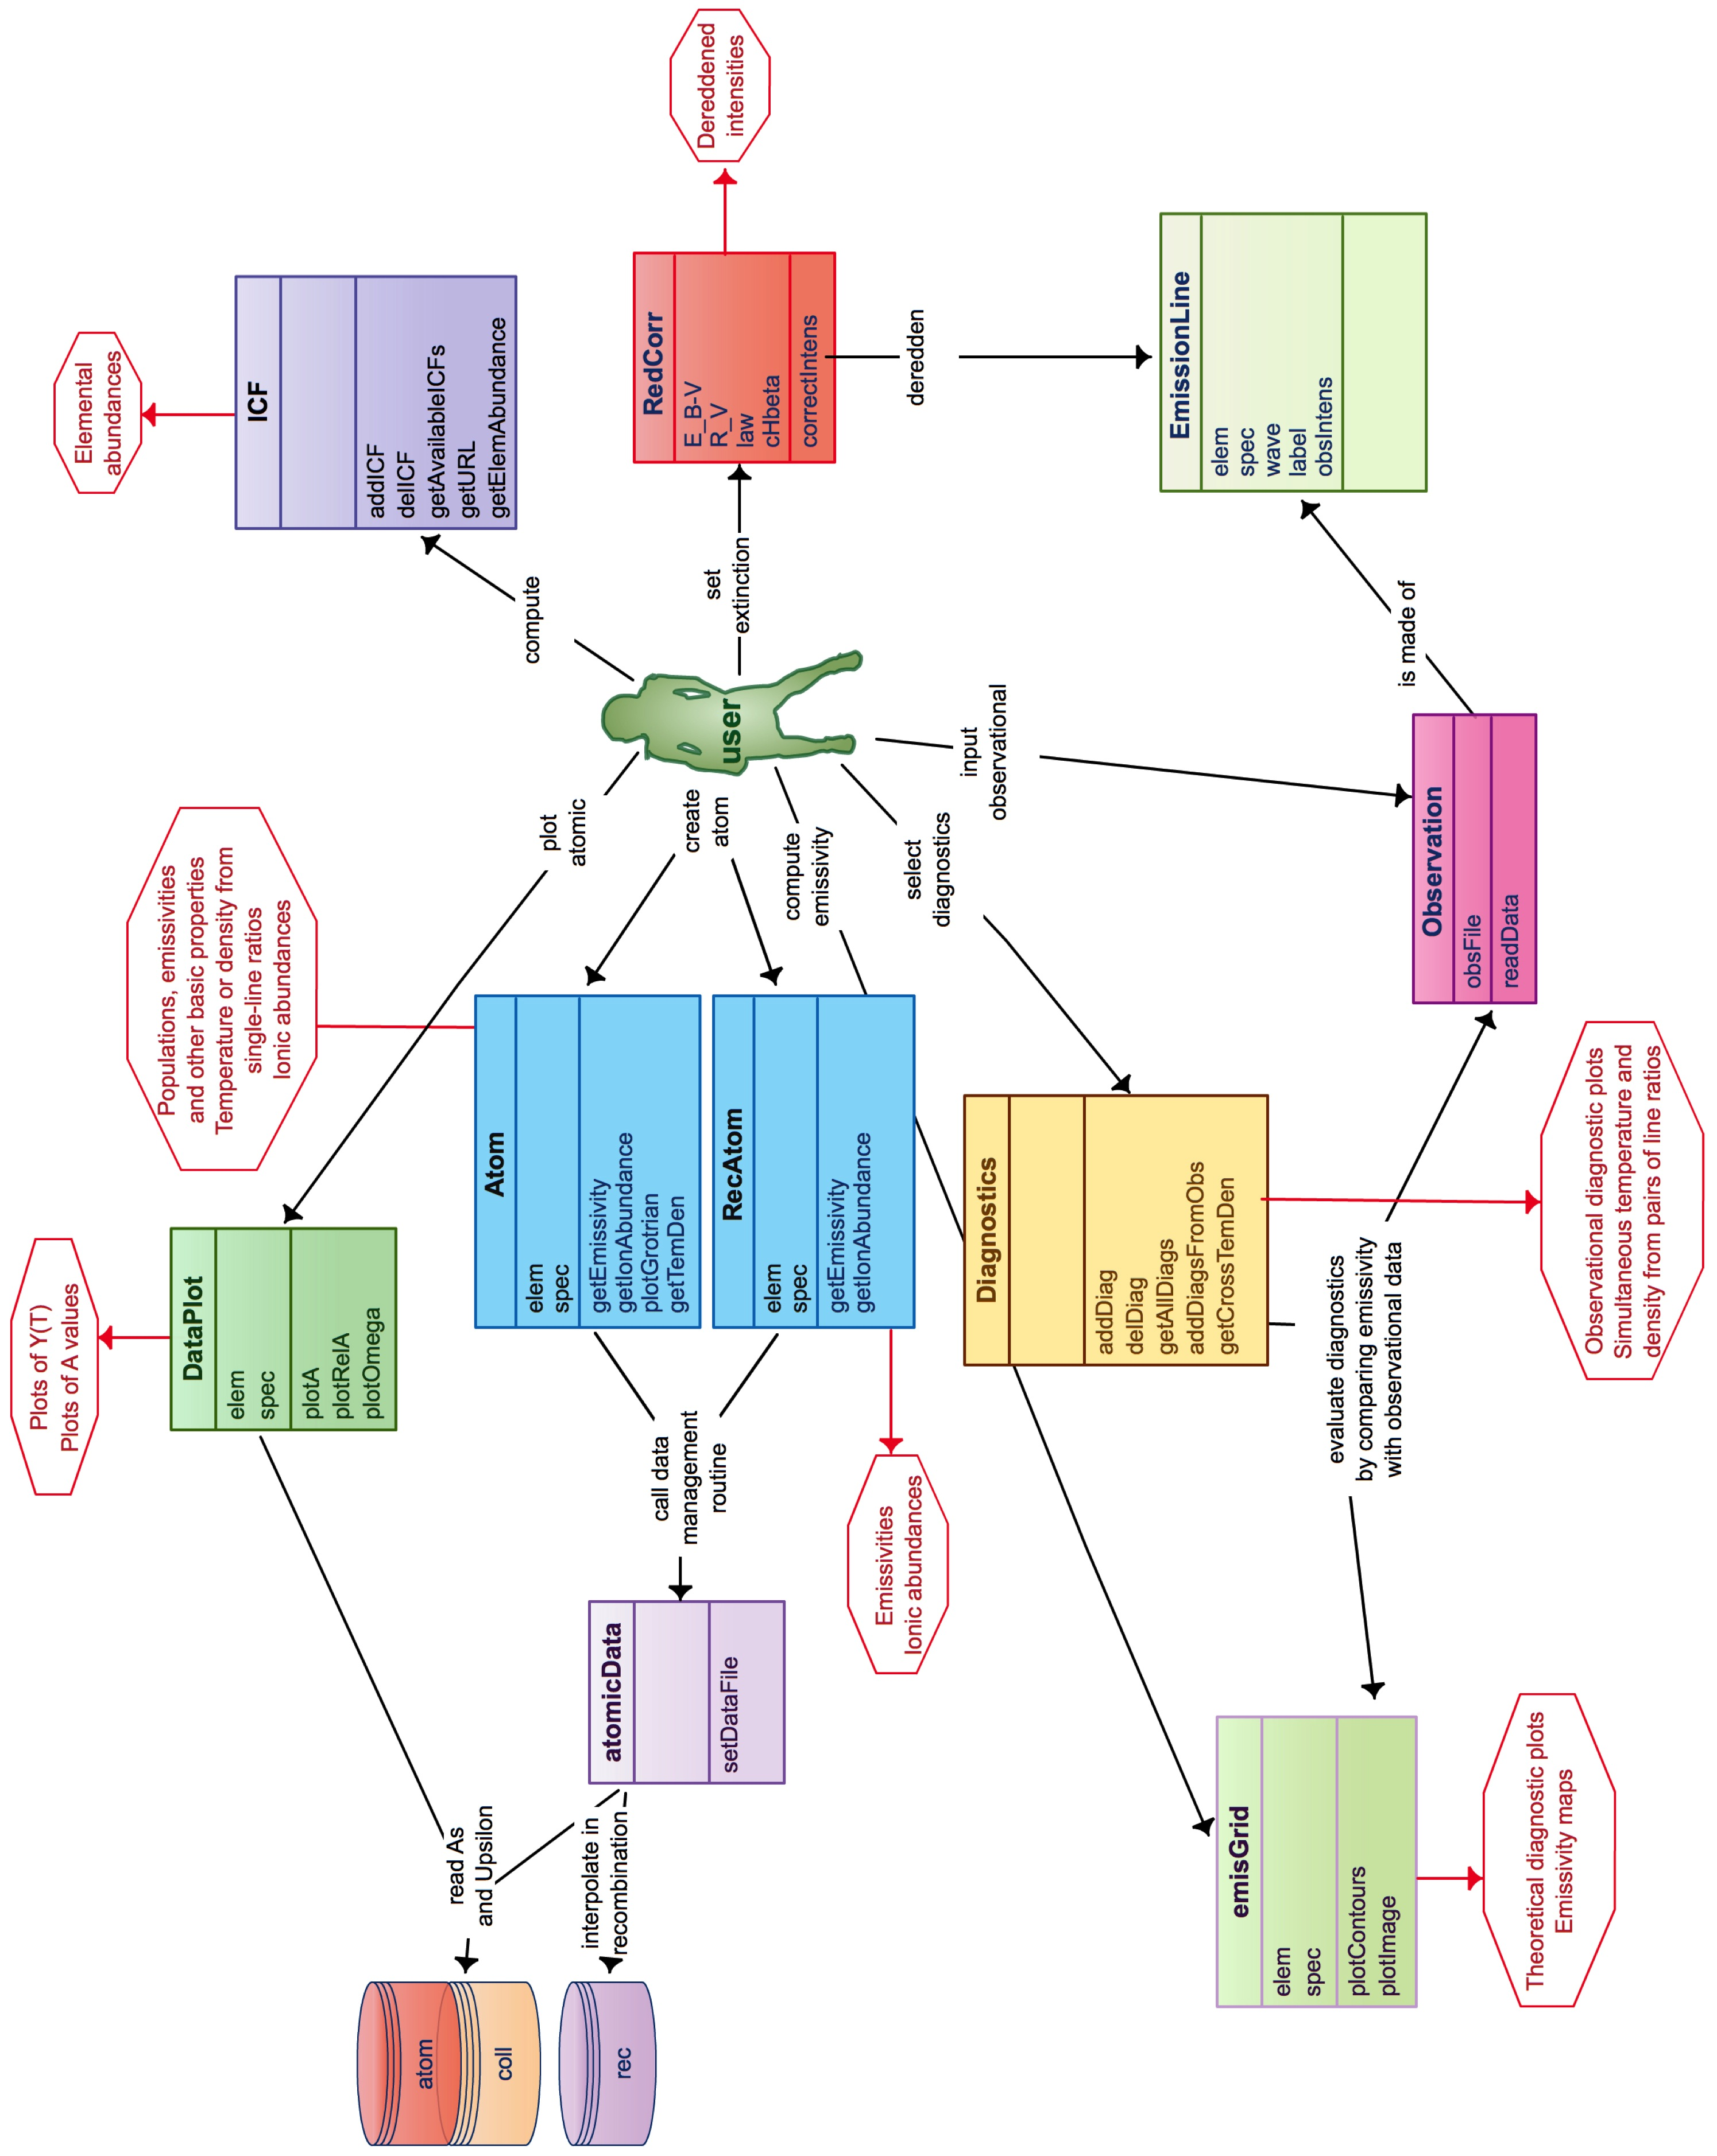 Plots of Y(T)
Plots of A values
DataPlot
elem
spec
plotA
plotRelA
plotOmega
Populations, emissivities
and other basic properties
Temperature or density from
single-line ratios
Ionic abundances
Elemental
abundances
ICF
addICF
delICF
getAvailableICFs
getURL
getElemAbundance
plot
atomic
compute
read As
and Upsilon
atom
coll
rec
interpolate in
recombination
atomicData
setDataFile
call data
management
routine
Atom
elem
spec
getEmissivity
getIonAbundance
plotGrotrian
getTemDen
RecAtom
elem
spec
getEmissivity
getIonAbundance
create
atom
user
set
extinction
RedCorr
E_B-V
R_V
law
cHbeta
correctIntens
Dereddened
intensities
compute
emissivity
Emissivities
Ionic abundances
select
diagnostics
input
observational
deredden
Diagnostics
addDiag
delDiag
getAllDiags
addDiagsFromObs
getCrossTemDen
EmissionLine
elem
spec
wave
label
obsIntens
is made of
emisGrid
elem
spec
plotContours
plotImage
evaluate diagnostics
by comparing emissivity
with observational data
Observation
obsFile
readData
Theoretical diagnostic plots
Emissivity maps
Observational diagnostic plots
Simultaneous temperature and
density from pairs of line ratios